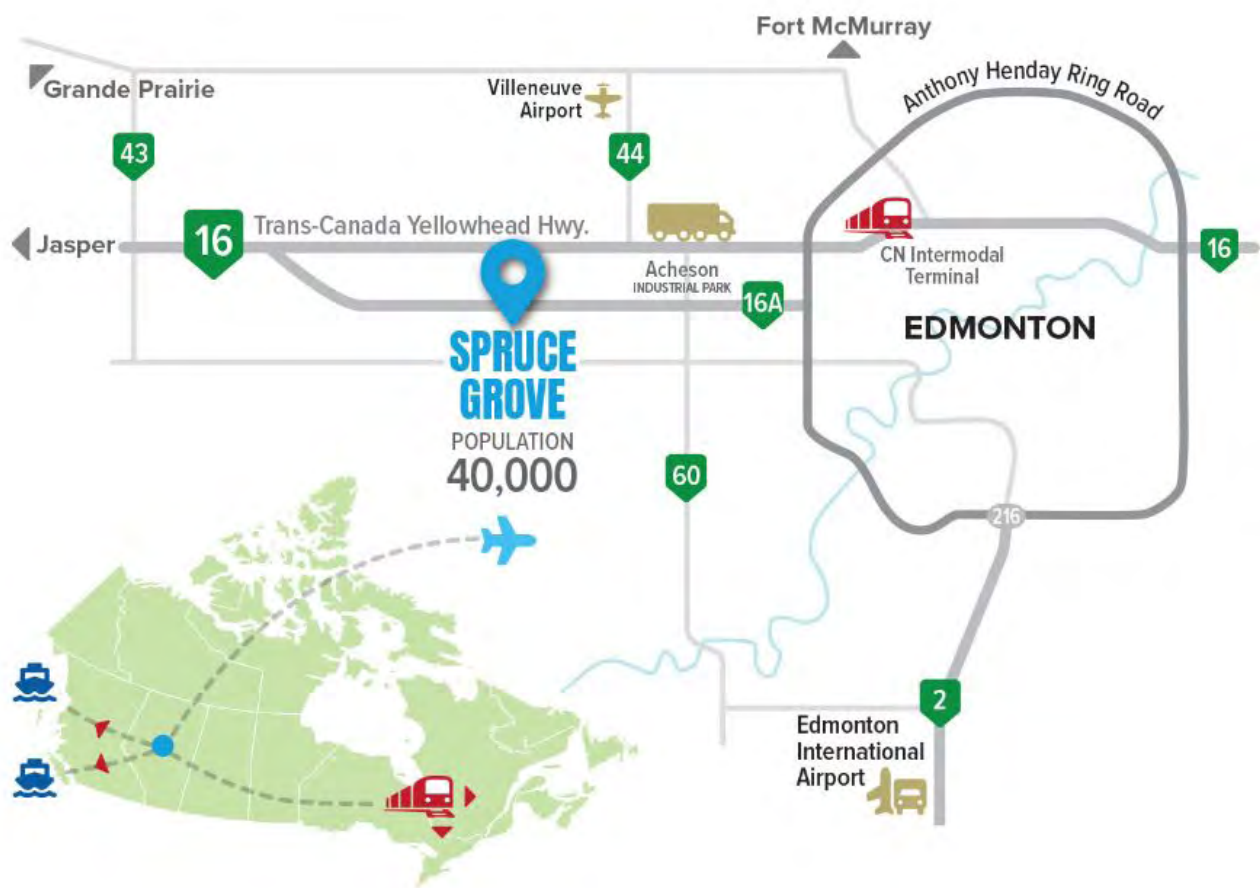 Fort McMurray
Anthony Henday Ring Road
Grande Prairie
Villeneuve
Airport
43
44
Trans-Canada Yellowhead Hwy.
16
Jasper
CN Intermodal
Terminal
16
Acheson
INDUSTRIAL PARK
16A
EDMONTON
SPRUCE
GROVE
POPULATION
40,000
60
216
2
Edmonton
International
Airport